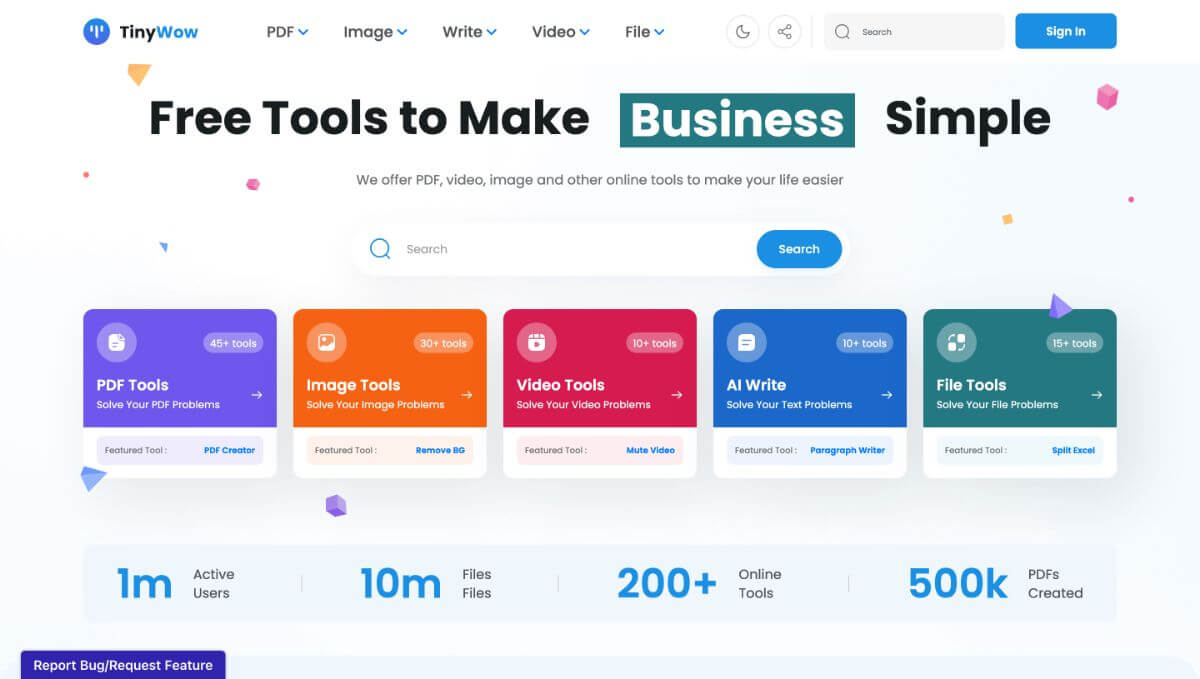 TinyWow
PDF Image Write Video File
Search
Sign In
Free Tools to Make Business Simple
We offer PDF, video, image and other online tools to make your life easier
Search
Search
45+ tools
PDF Tools
Solve Your PDF Problems
Featured Tool : PDF Creator
30+ tools
Image Tools
Solve Your Image Problems
Featured Tool : Remove BG
10+ tools
Video Tools
Solve Your Video Problems
Featured Tool : Mute Video
10+ tools
AI Write
Solve Your Text Problems
Featured Tool : Paragraph Writer
15+ tools
File Tools
Solve Your File Problems
Featured Tool : Split Excel
1m
Active
Users
10m
Files
Files
200+
Online
Tools
500k
PDFs
Created
Report Bug/Request Feature